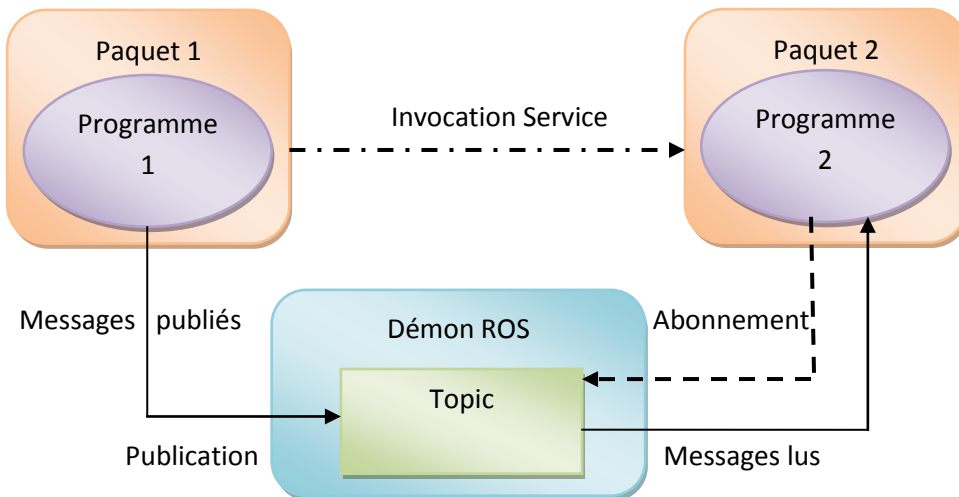 Paquet 1
Programme
1
Invocation Service
Paquet 2
Programme
2
Messages publiés
Démon ROS
Abonnement
Topic
Publication
Messages lus